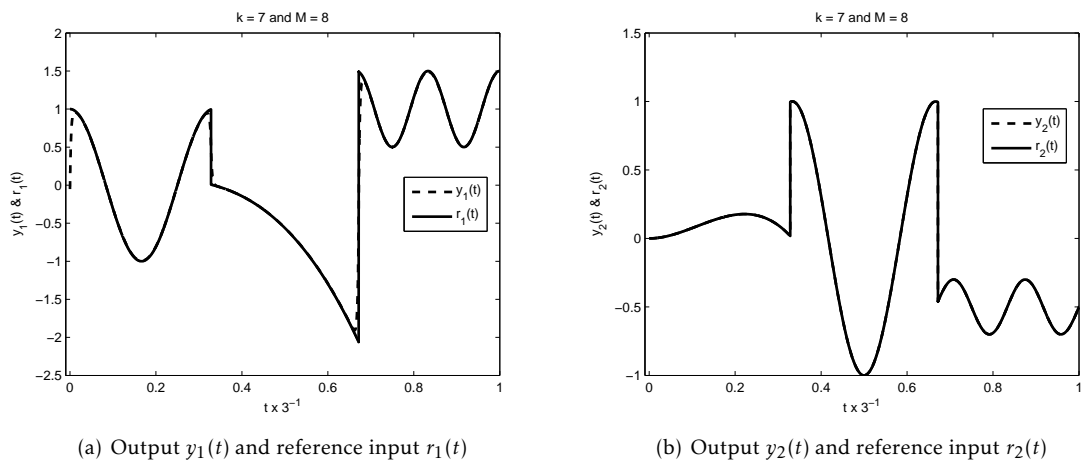 k = 7 and M = 8
2
1.5
1
0.5
0
−0.5
−1
−1.5
−2
−2.5
y₁(t) & r₁(t)
y₁(t)
r₁(t)
0
0.2
0.4
0.6
0.8
1
t x 3⁻¹
(a) Output y₁(t) and reference input r₁(t)
k = 7 and M = 8
1.5
1
0.5
0
−0.5
−1
y₂(t) & r₂(t)
y₂(t)
r₂(t)
0
0.2
0.4
0.6
0.8
1
t x 3⁻¹
(b) Output y₂(t) and reference input r₂(t)